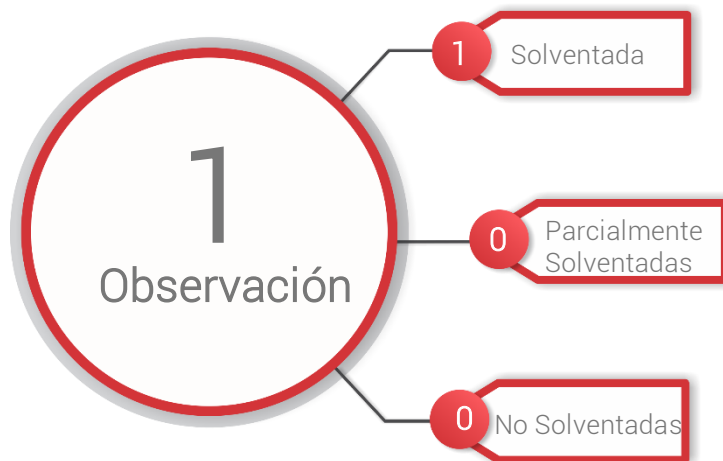 1
Observación
1
Solventada
0
Parcialmente
Solventadas
0
No Solventadas